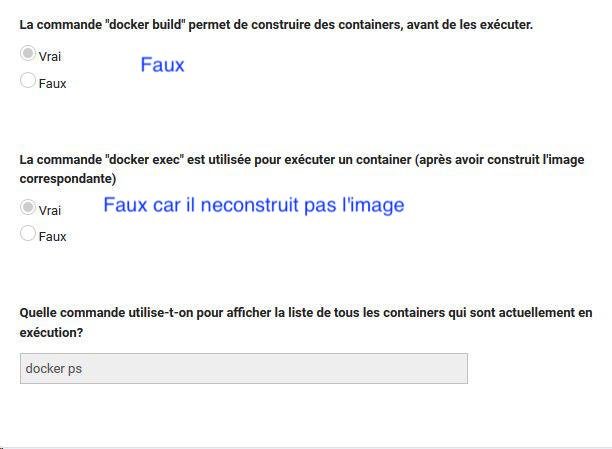 La commande "docker build" permet de construire des containers, avant de les exécuter.
Vrai
Faux
Faux
La commande "docker exec" est utilisée pour exécuter un container (après avoir construit l'image
correspondante)
Vrai
Faux car il neconstruit pas l'image
Faux
Quelle commande utilise-t-on pour afficher la liste de tous les containers qui sont actuellement en
exécution?
docker ps